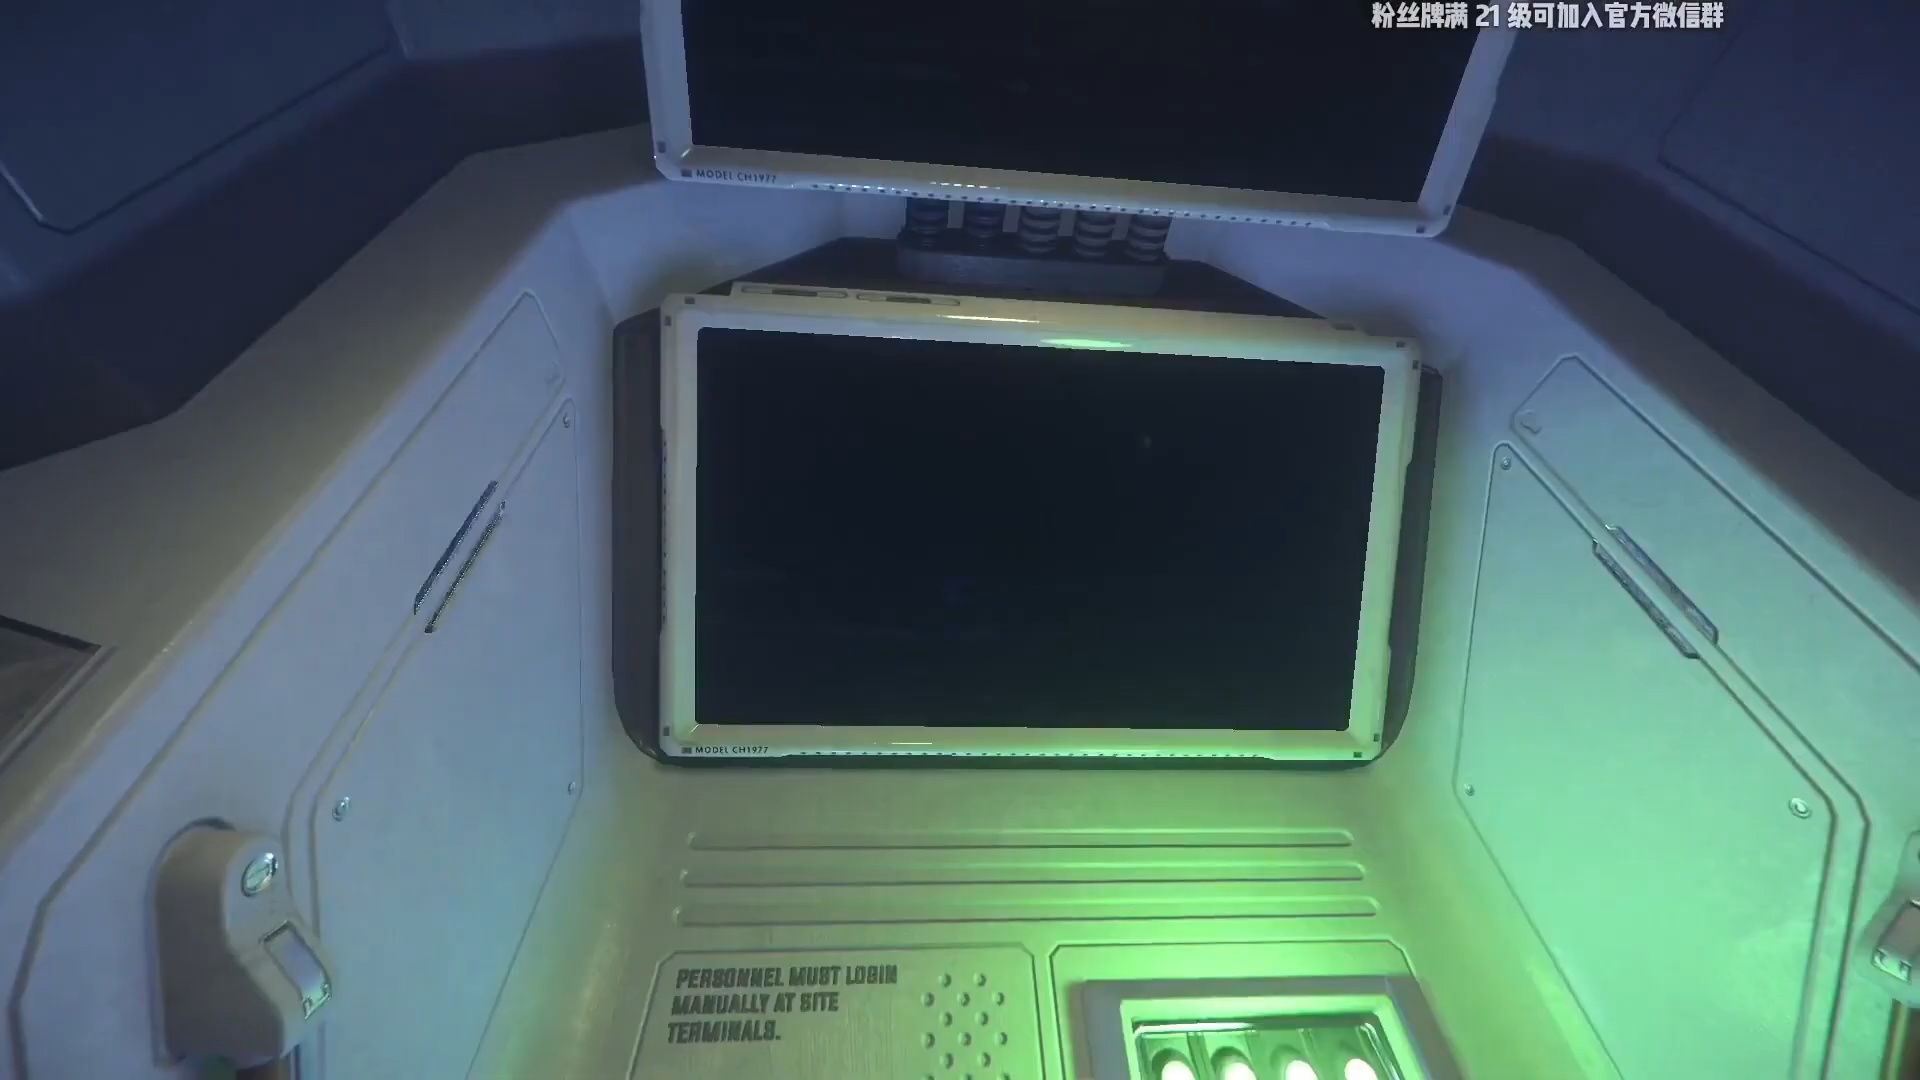 粉丝牌满 21 级可加入官方微信群
MODEL CH1977
MODEL CH1977
PERSONNEL MUST LOGIN
MANUALLY AT SITE
TERMINALS.